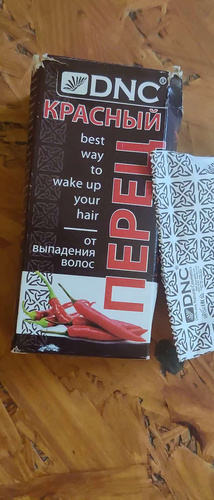 DNC®
КРАСНЫЙ
ПЕРЕЦ
best
way
to
wake up
your
hair
от
выпадения
волос
DNC